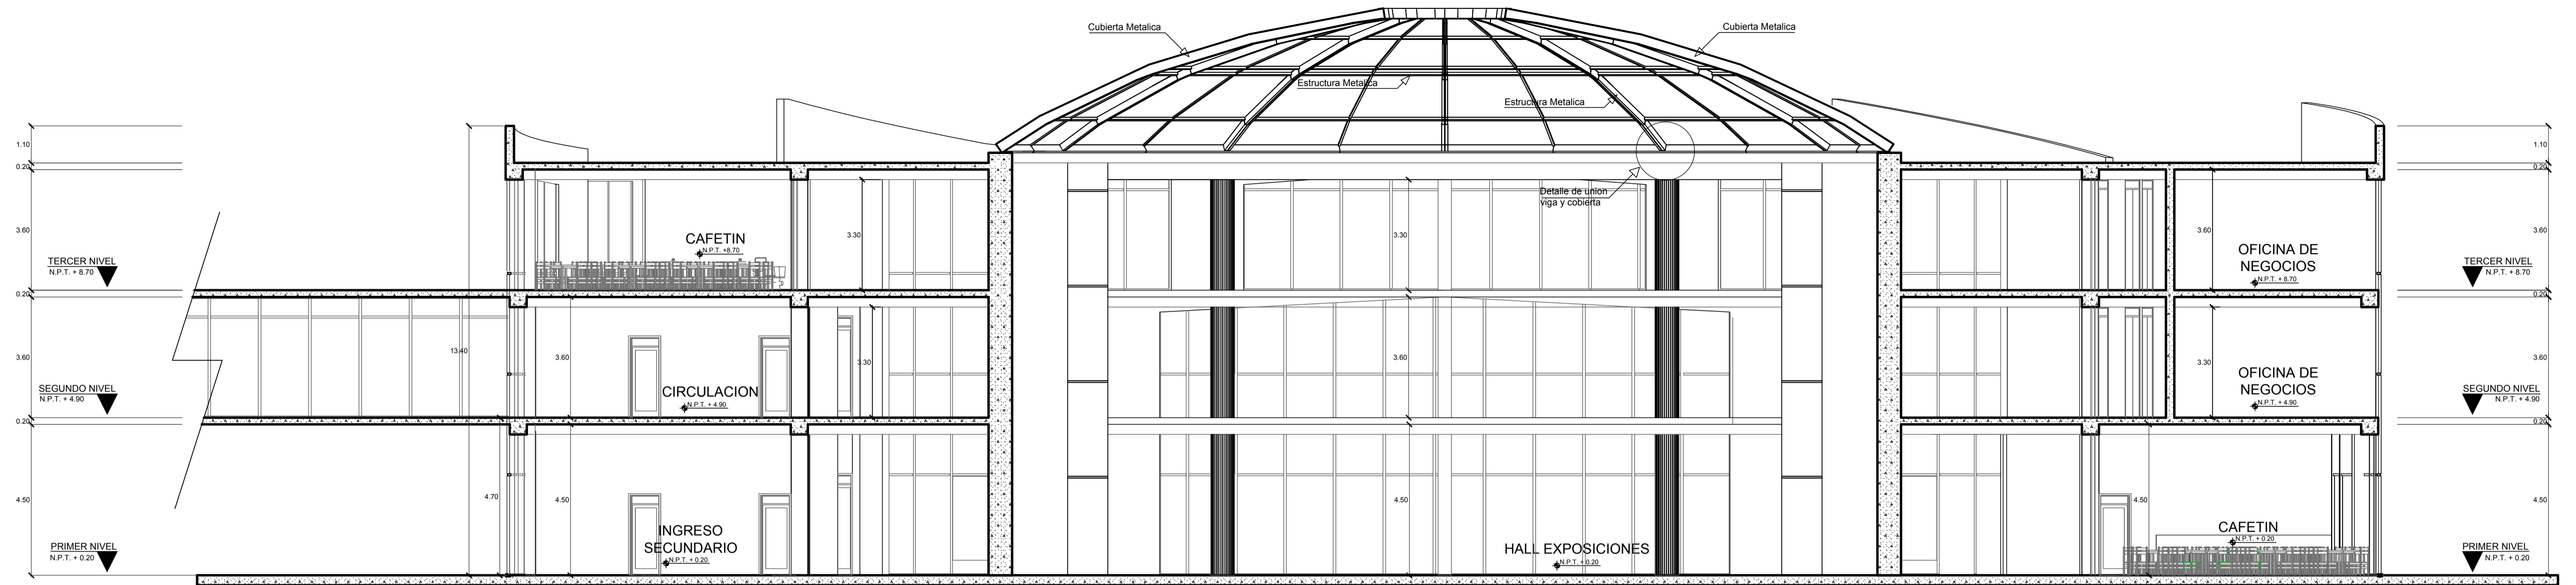 Cubierta Metalica
Cubierta Metalica
Estructura Metalica
Estructura Metalica
Detalle de union
viga y cobierta
1.10
0.20
3.60
0.20
3.60
0.20
4.50
TERCER NIVEL
N.P.T. + 8.70
SEGUNDO NIVEL
N.P.T. + 4.90
PRIMER NIVEL
N.P.T. + 0.20
13.40
4.70
CAFETIN
N.P.T. +8.70
3.30
3.60
CIRCULACION
N.P.T. + 4.90
3.30
4.50
INGRESO
SECUNDARIO
N.P.T. + 0.20
3.30
3.60
4.50
HALL EXPOSICIONES
N.P.T. + 0.20
3.60
OFICINA DE
NEGOCIOS
N.P.T. + 8.70
3.30
OFICINA DE
NEGOCIOS
N.P.T. + 4.90
4.50
CAFETIN
N.P.T. + 0.20
TERCER NIVEL
N.P.T. + 8.70
SEGUNDO NIVEL
N.P.T. + 4.90
PRIMER NIVEL
N.P.T. + 0.20
1.10
0.20
3.60
0.20
3.60
0.20
4.50